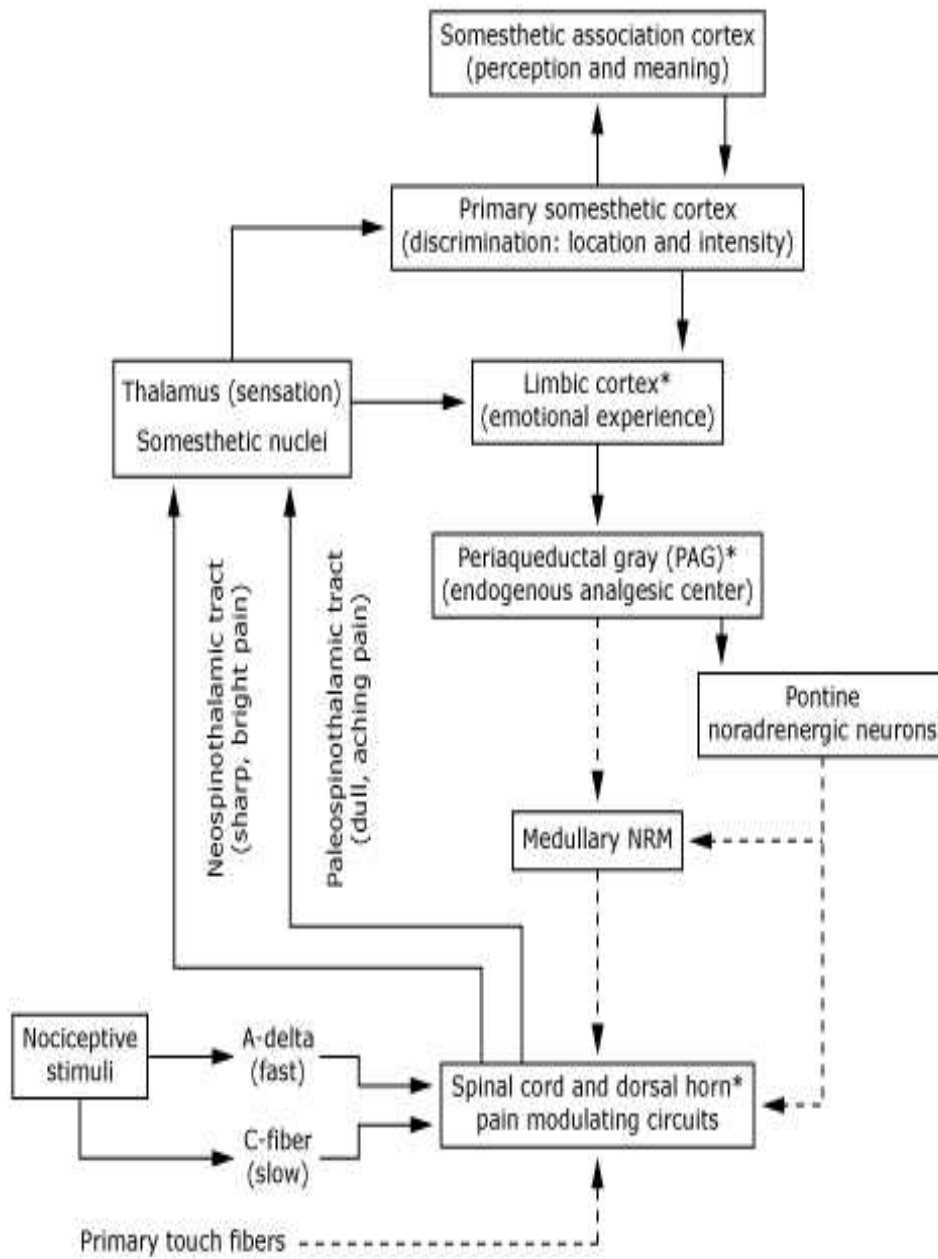 Somesthetic association cortex
(perception and meaning)
Primary somesthetic cortex
(discrimination: location and intensity)
Thalamus (sensation)
Somesthetic nuclei
Limbic cortex*
(emotional experience)
Periaqueductal gray (PAG)*
(endogenous analgesic center)
Pontine
noradrenergic neurons
Neospinothalamic tract
(sharp, bright pain)
Paleospinothalamic tract
(dull, aching pain)
Medullary NRM
Nociceptive
stimuli
A-delta
(fast)
C-fiber
(slow)
Spinal cord and dorsal horn*
pain modulating circuits
Primary touch fibers